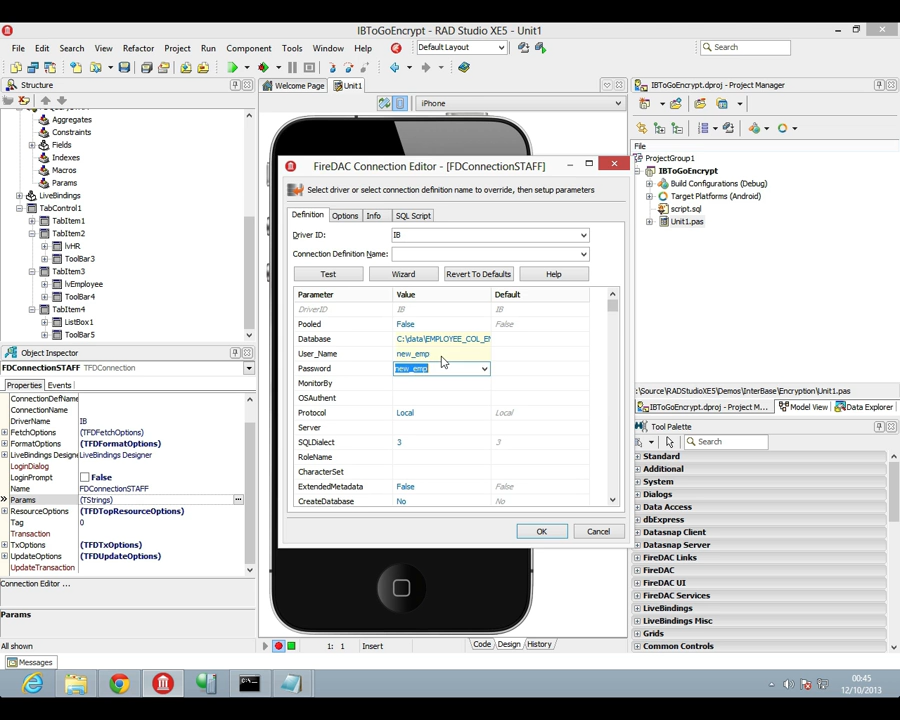 IBToGoEncrypt - RAD Studio XE5 - Unit1
File Edit Search View Refactor Project Run Component Tools Window Help
Default Layout
Search
Structure
Aggregates
Constraints
Fields
Indexes
Macros
Params
LiveBindings
TabControl1
TabItem1
TabItem2
lvHR
ToolBar3
TabItem3
lvEmployee
ToolBar4
TabItem4
ListBox1
ToolBar5
Object Inspector
FDConnectionSTAFF TFDConnection
Properties Events
ConnectionDefName
ConnectionName
DriverName IB
FetchOptions (TFDFetchOptions)
FormatOptions (TFDFormatOptions)
LiveBindings Designer LiveBindings Designer
LoginDialog
LoginPrompt False
Name FDConnectionSTAFF
Params (TStrings)
ResourceOptions (TFDTopResourceOptions)
Tag 0
Transaction
TxOptions (TFDTxOptions)
UpdateOptions (TFDUpdateOptions)
UpdateTransaction
Connection Editor ...
Params
All shown
Messages
Welcome Page Unit1
iPhone
FireDAC Connection Editor - [FDConnectionSTAFF]
Select driver or select connection definition name to override, then setup parameters
Definition Options Info SQL Script
Driver ID: IB
Connection Definition Name:
Test Wizard Revert To Defaults Help
Parameter Value Default
DriverID IB IB
Pooled False False
Database C:\data\EMPLOYEE_COL_EN
User_Name new_emp
Password new_emp
MonitorBy
OSAuthent
Protocol Local Local
Server
SQLDialect 3 3
RoleName
CharacterSet
ExtendedMetadata False False
CreateDatabase No No
OK Cancel
1: 1 Insert
Code Design History
IBToGoEncrypt.dproj - Project Manager
File
ProjectGroup1
IBToGoEncrypt
Build Configurations (Debug)
Target Platforms (Android)
script.sql
Unit1.pas
:\Source\RADStudioXE5\Demos\InterBase\Encryption\Unit1.pas
IBToGoEncrypt.dproj - Project M... Model View Data Explorer
Tool Palette
Search
Standard
Additional
System
Dialogs
Data Access
dbExpress
Datasnap Client
Datasnap Server
FireDAC Links
FireDAC
FireDAC UI
FireDAC Services
LiveBindings
LiveBindings Misc
Grids
Common Controls
00:45
12/10/2013